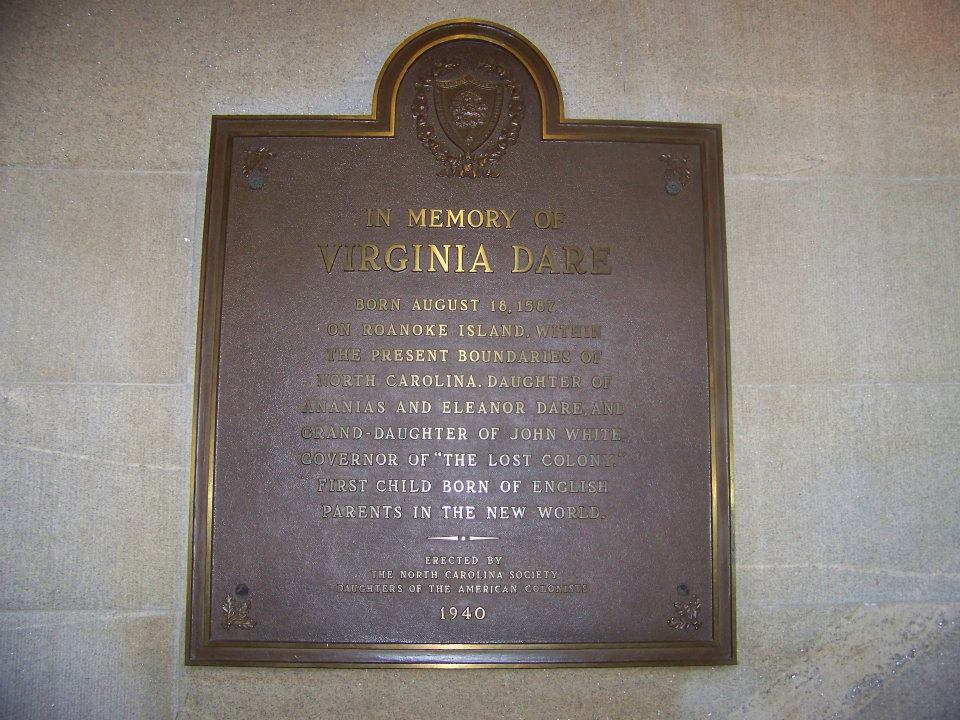 IN MEMORY OF
VIRGINIA DARE
BORN AUGUST 18, 1587,
ON ROANOKE ISLAND, WITHIN
THE PRESENT BOUNDARIES OF
NORTH CAROLINA. DAUGHTER OF
ANANIAS AND ELEANOR DARE, AND
GRAND-DAUGHTER OF JOHN WHITE,
GOVERNOR OF "THE LOST COLONY."
FIRST CHILD BORN OF ENGLISH
PARENTS IN THE NEW WORLD.
ERECTED BY
THE NORTH CAROLINA SOCIETY
DAUGHTERS OF THE AMERICAN COLONISTS
1940